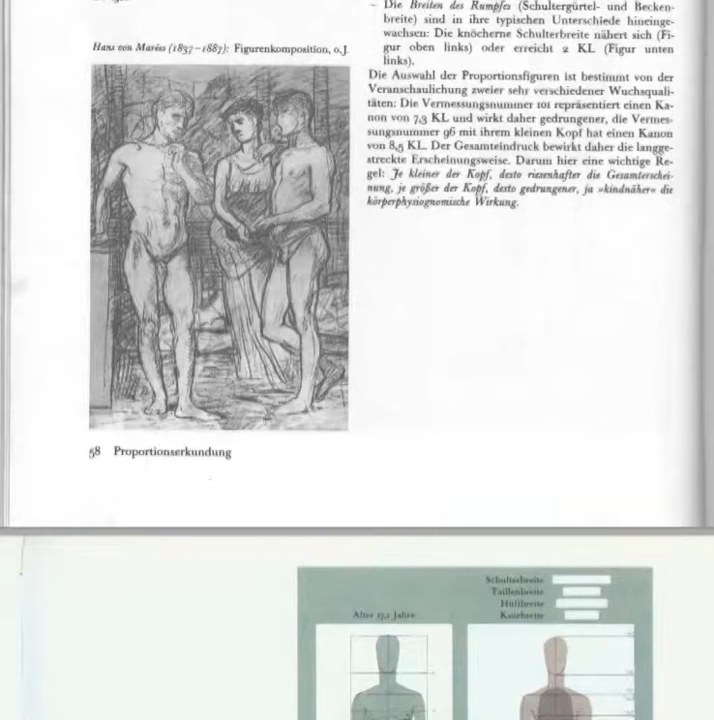 – Die Breiten des Rumpfes (Schultergürtel- und Becken-
breite) sind in ihre typischen Unterschiede hineinge-
wachsen: Die knöcherne Schulterbreite nähert sich (Fi-
gur oben links) oder erreicht 2 KL (Figur unten
links).
Die Auswahl der Proportionsfiguren ist bestimmt von der
Veranschaulichung zweier sehr verschiedener Wuchsquali-
täten: Die Vermessungsnummer 101 repräsentiert einen Ka-
non von 7,3 KL und wirkt daher gedrungener, die Vermes-
sungsnummer 96 mit ihrem kleinen Kopf hat einen Kanon
von 8,5 KL. Der Gesamteindruck bewirkt daher die langge-
streckte Erscheinungsweise. Darum hier eine wichtige Re-
gel: Je kleiner der Kopf, desto riesenhafter die Gesamterschei-
nung, je größer der Kopf, desto gedrungener, ja »kindnäher« die
körperphysiognomische Wirkung.
Hans von Marées (1837–1887): Figurenkomposition, o.J.
58 Proportionserkundung
Schulterbreite
Taillenbreite
Hüftbreite
Kniebreite
Alter 17,1 Jahre